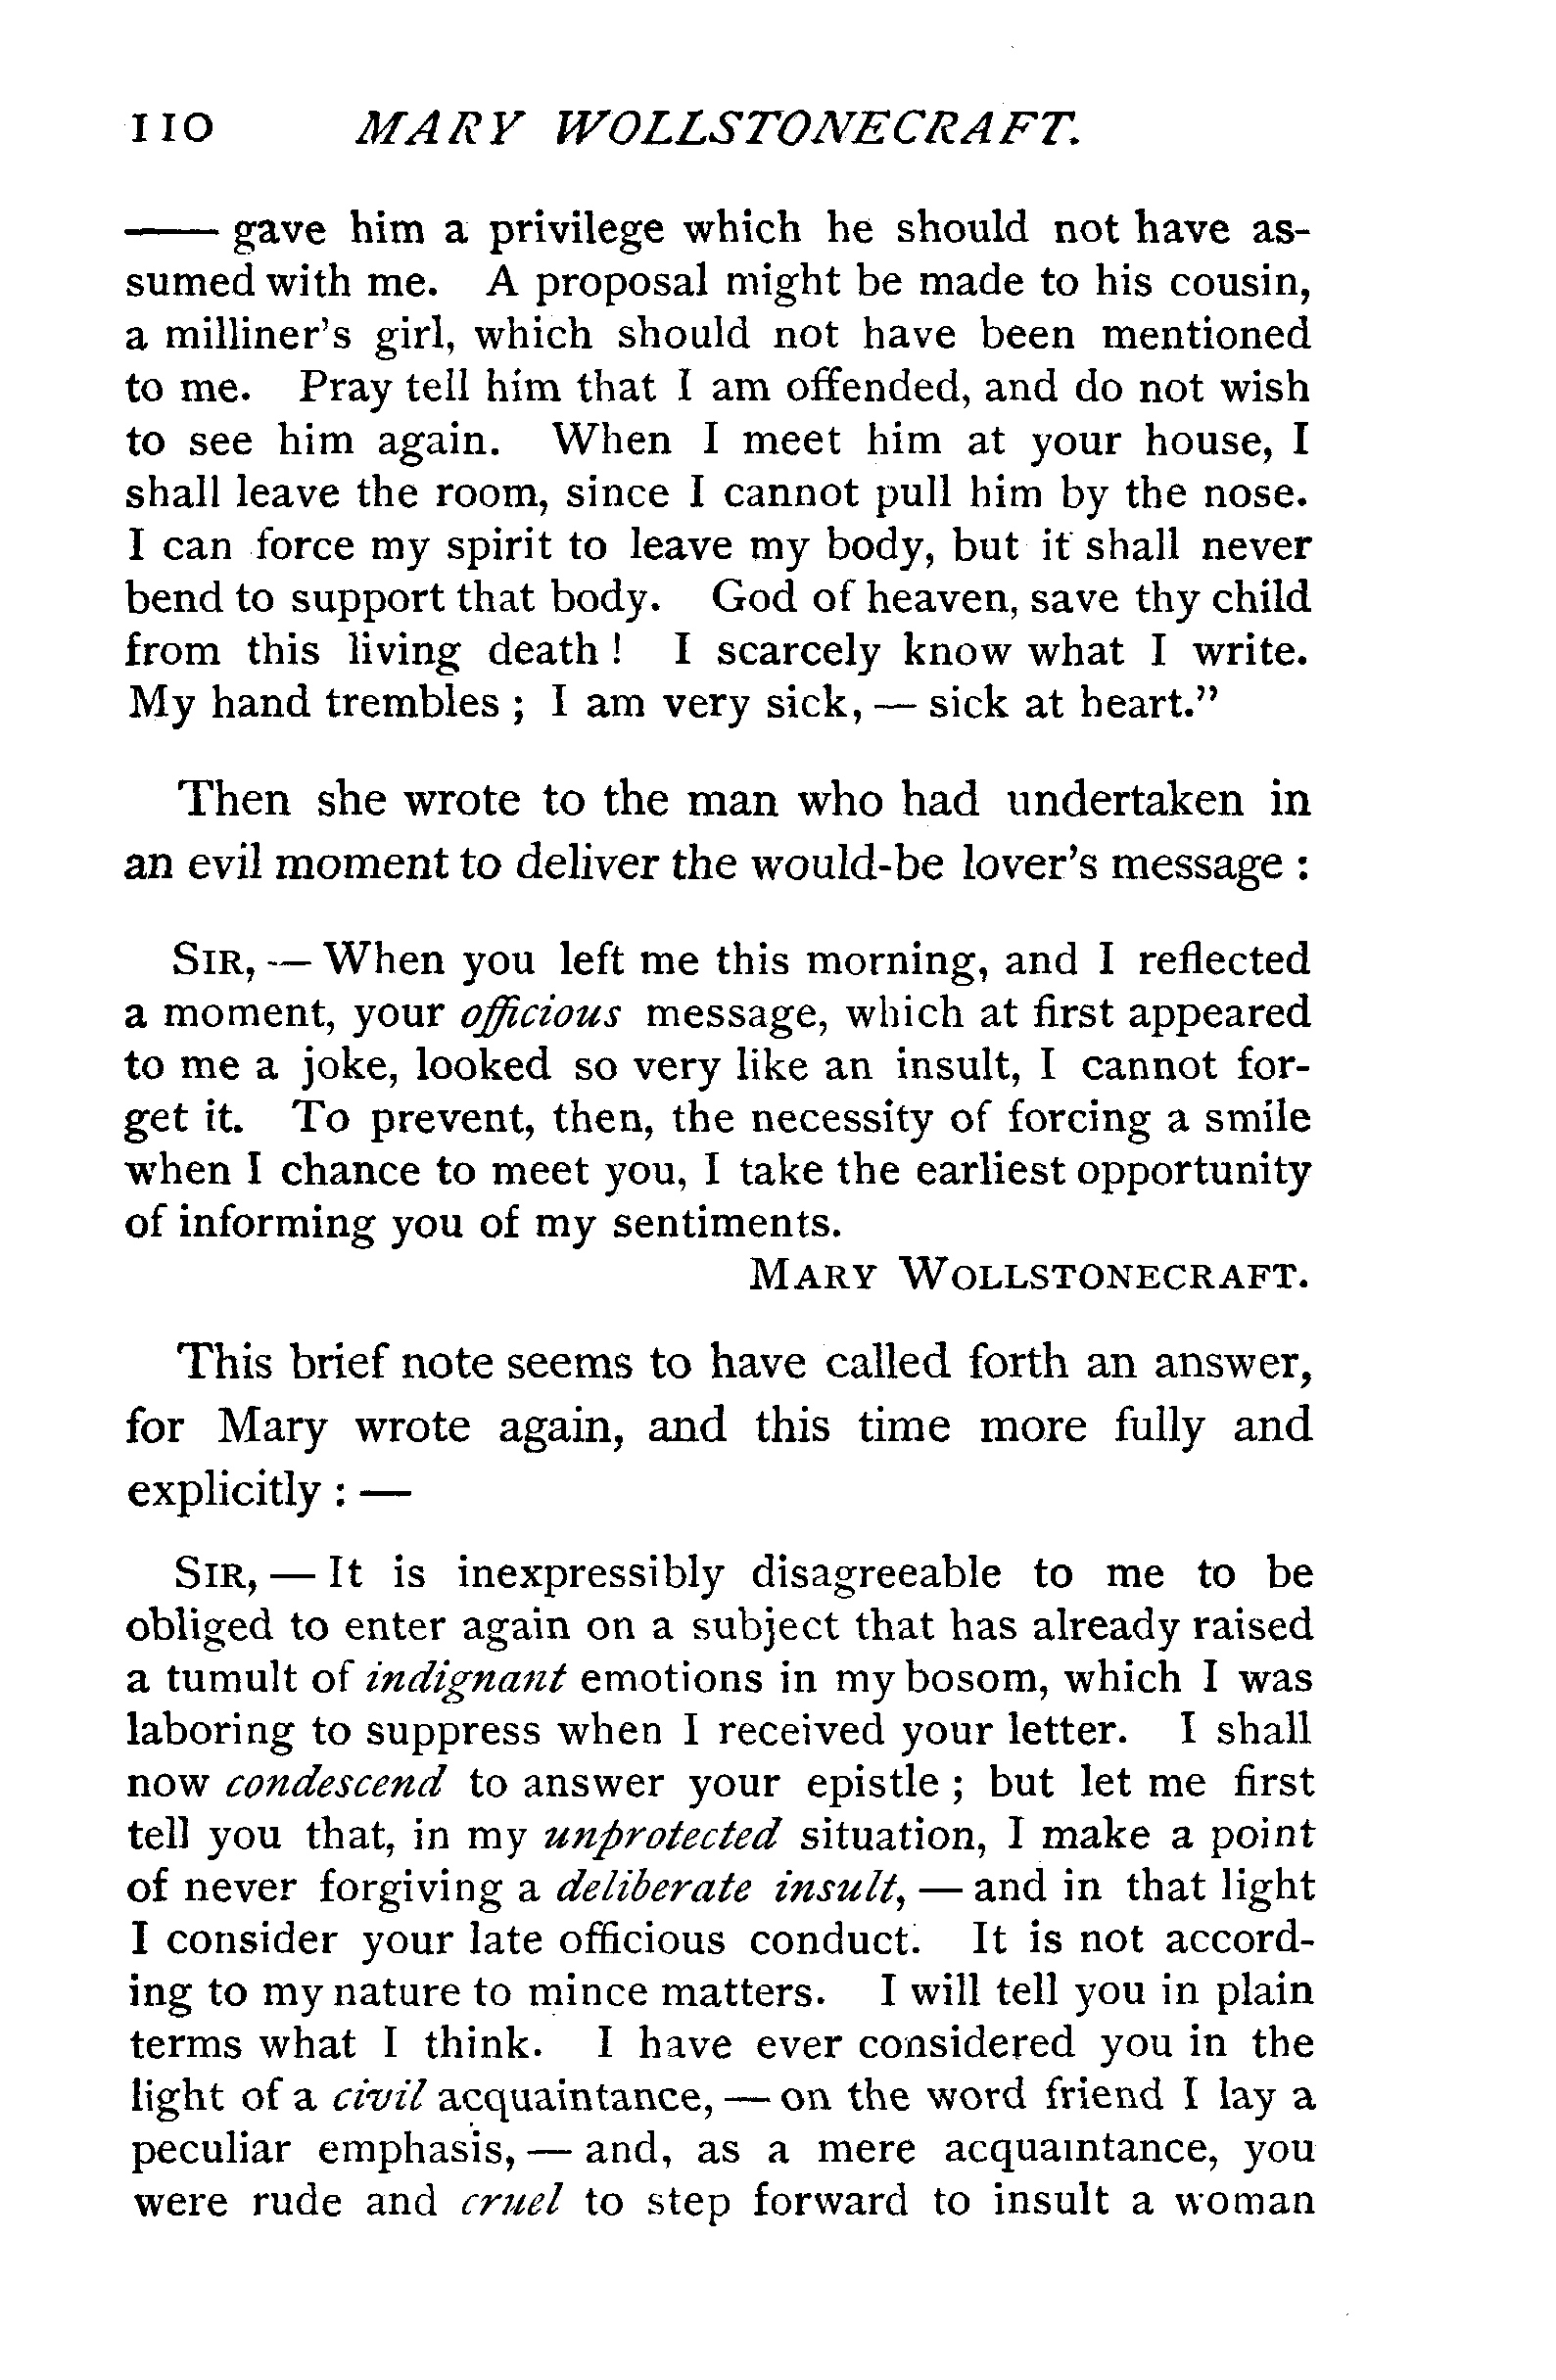 110 MARY WOLLSTONECRAFT.
—— gave him a privilege which he should not have as-
sumed with me. A proposal might be made to his cousin,
a milliner's girl, which should not have been mentioned
to me. Pray tell him that I am offended, and do not wish
to see him again. When I meet him at your house, I
shall leave the room, since I cannot pull him by the nose.
I can force my spirit to leave my body, but it shall never
bend to support that body. God of heaven, save thy child
from this living death! I scarcely know what I write.
My hand trembles; I am very sick, — sick at heart."
Then she wrote to the man who had undertaken in
an evil moment to deliver the would-be lover's message:
SIR, — When you left me this morning, and I reflected
a moment, your officious message, which at first appeared
to me a joke, looked so very like an insult, I cannot for-
get it. To prevent, then, the necessity of forcing a smile
when I chance to meet you, I take the earliest opportunity
of informing you of my sentiments.
MARY WOLLSTONECRAFT.
This brief note seems to have called forth an answer,
for Mary wrote again, and this time more fully and
explicitly: —
SIR, — It is inexpressibly disagreeable to me to be
obliged to enter again on a subject that has already raised
a tumult of indignant emotions in my bosom, which I was
laboring to suppress when I received your letter. I shall
now condescend to answer your epistle; but let me first
tell you that, in my unprotected situation, I make a point
of never forgiving a deliberate insult, — and in that light
I consider your late officious conduct. It is not accord-
ing to my nature to mince matters. I will tell you in plain
terms what I think. I have ever considered you in the
light of a civil acquaintance, — on the word friend I lay a
peculiar emphasis, — and, as a mere acquaintance, you
were rude and cruel to step forward to insult a woman